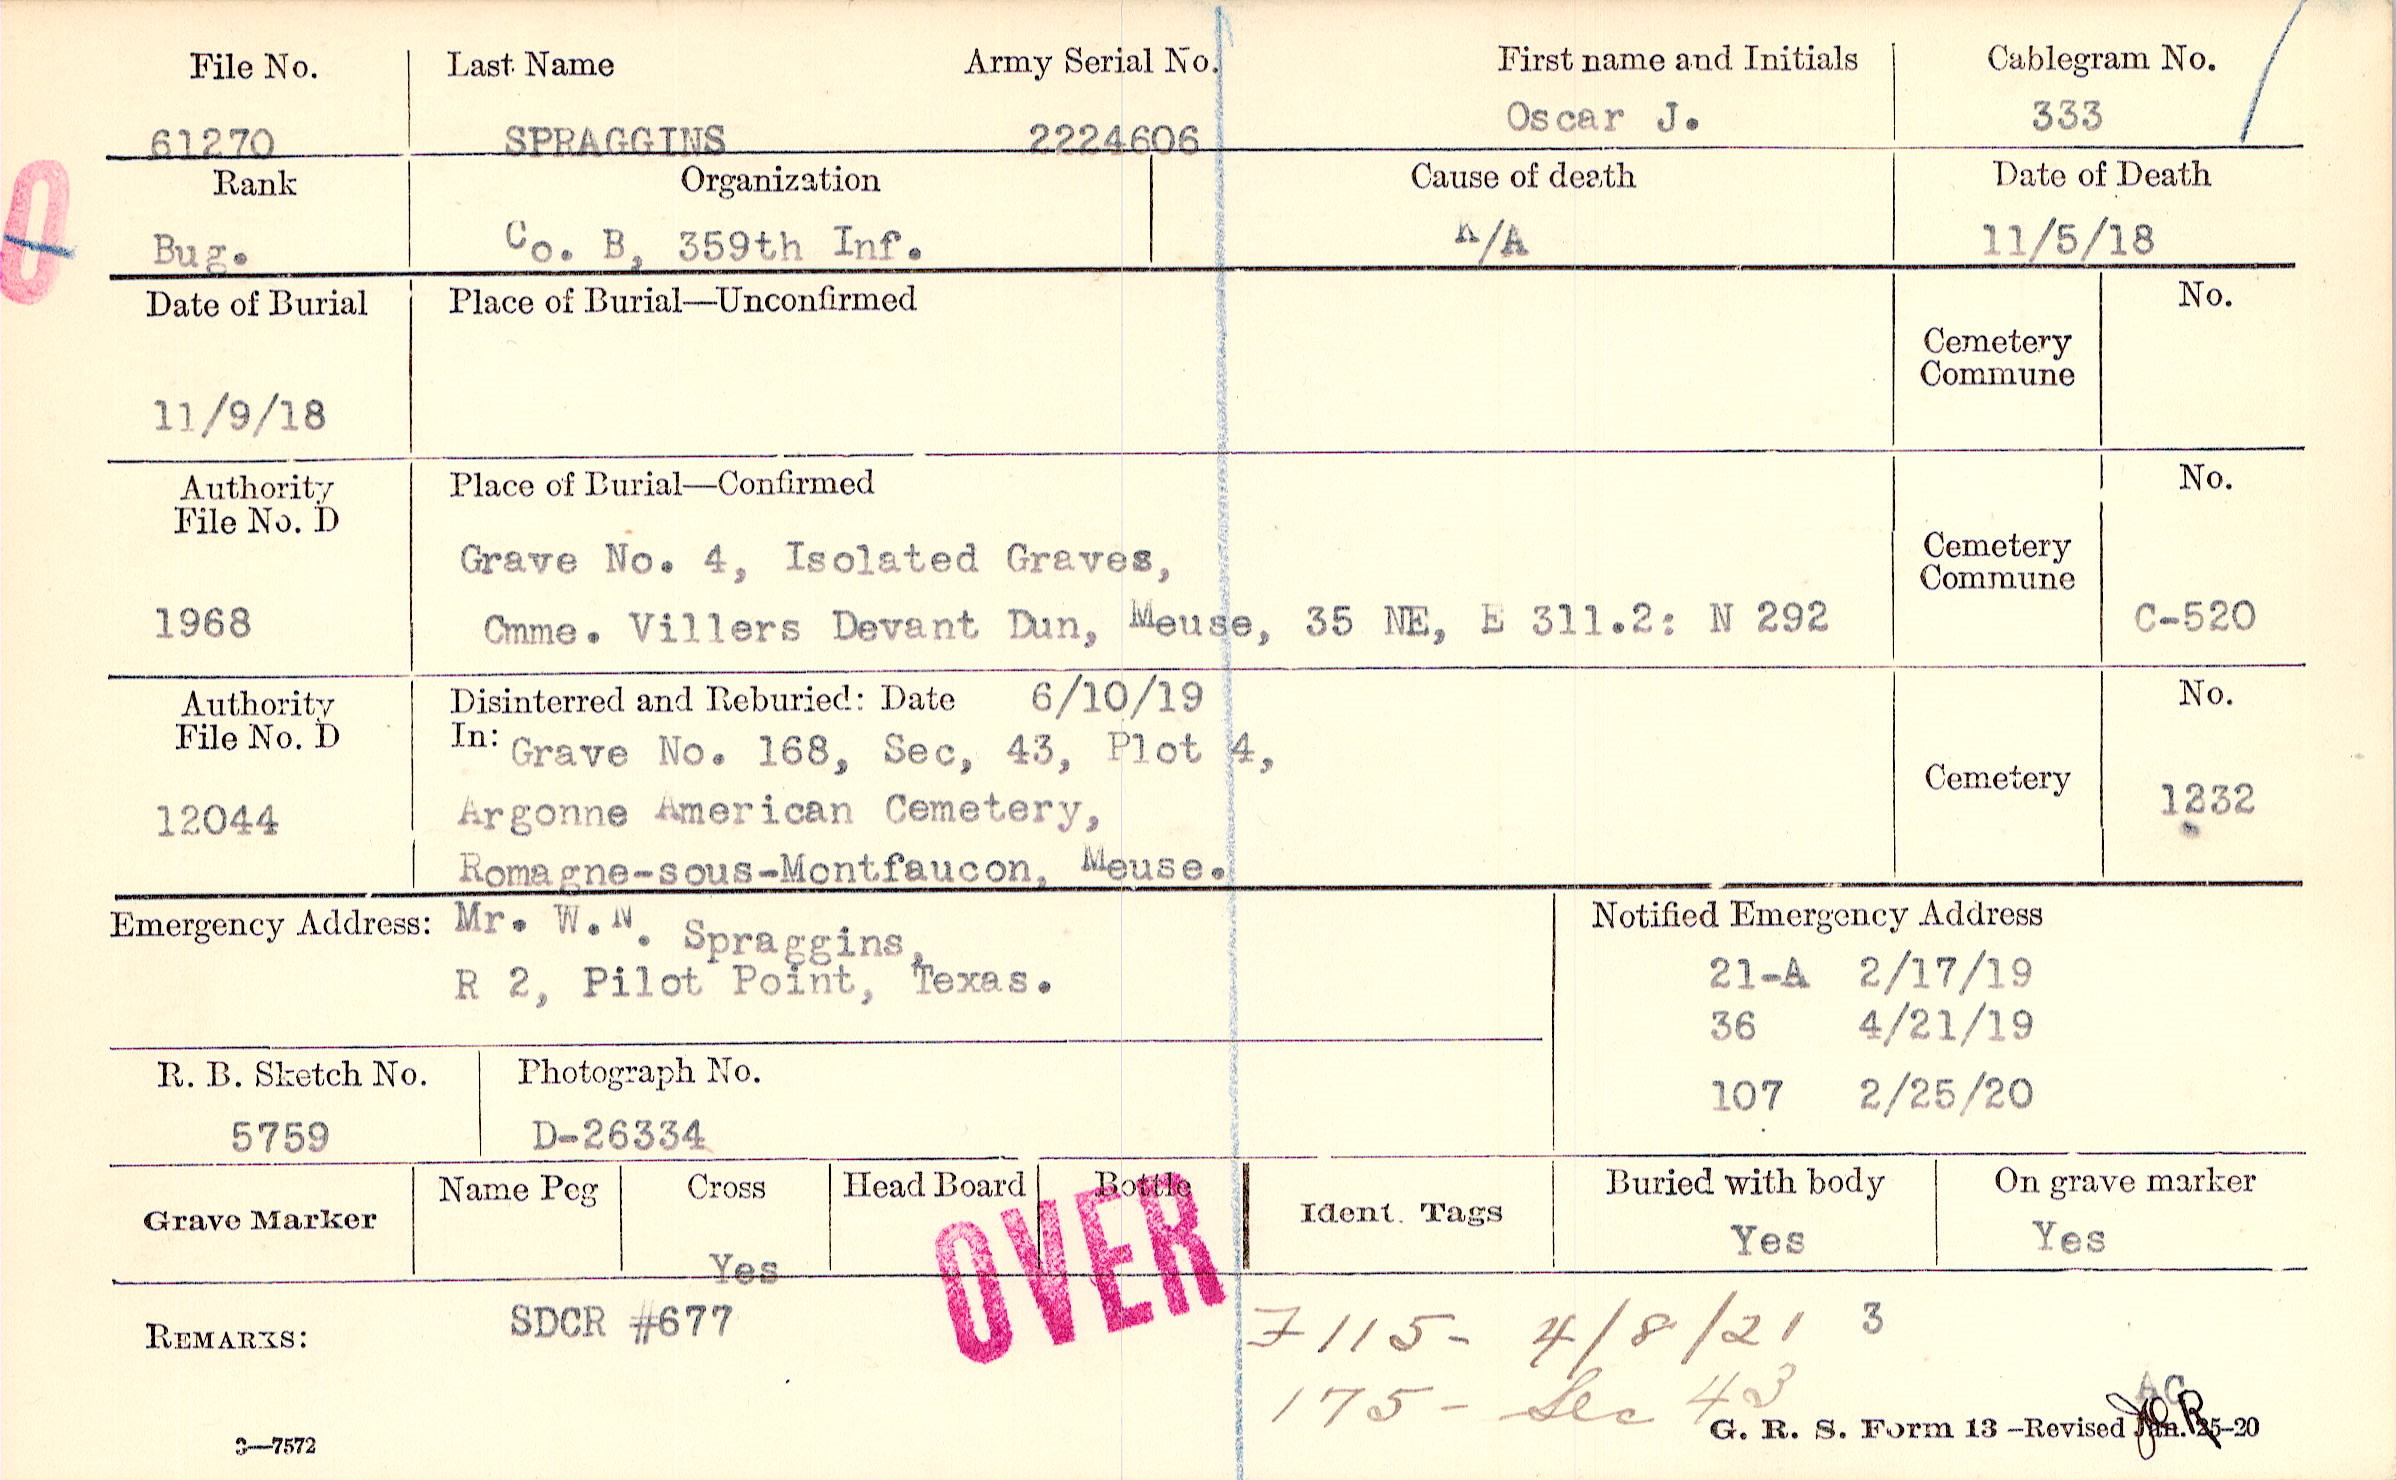 File No. Last Name Army Serial No. First name and Initials Cablegram No.
61270 SPRAGGINS 2224606 Oscar J. 333
Rank Organization Cause of death Date of Death
Bug. Co. B, 359th Inf. K/A 11/5/18
Date of Burial Place of Burial—Unconfirmed No.
Cemetery
Commune
11/9/18
Authority Place of Burial—Confirmed No.
File No. D
Grave No. 4, Isolated Graves, Cemetery
Commune
1968 Cmme. Villers Devant Dun, Meuse, 35 NE, E 311.2: N 292 C-520
Authority Disinterred and Reburied: Date 6/10/19 No.
File No. D In: Grave No. 168, Sec, 43, Plot 4,
Cemetery
12044 Argonne American Cemetery, 1232
Romagne-sous-Montfaucon, Meuse.
Emergency Address: Mr. W.N. Spraggins, Notified Emergency Address
R 2, Pilot Point, Texas. 21-A 2/17/19
36 4/21/19
R. B. Sketch No. Photograph No. 107 2/25/20
5759 D-26334
Grave Marker Name Peg Cross Head Board Bottle Ident. Tags Buried with body On grave marker
Yes Yes Yes
OVER
REMARKS: SDCR #677 7115- 4/8/21 3
175- Sec 43
AC
3—7572 G. R. S. Form 13 –Revised Jan. 25–20